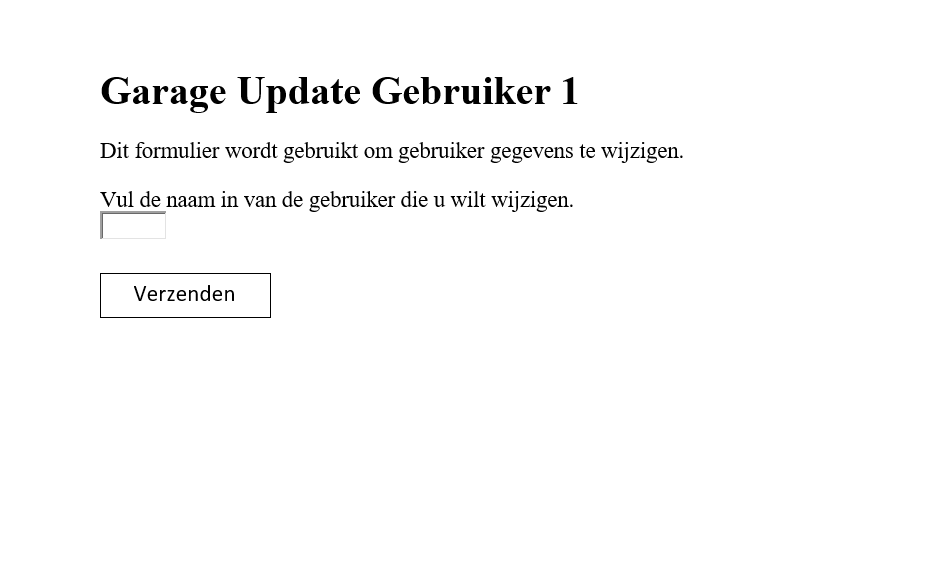 Garage Update Gebruiker 1
Dit formulier wordt gebruikt om gebruiker gegevens te wijzigen.
Vul de naam in van de gebruiker die u wilt wijzigen.
Verzenden